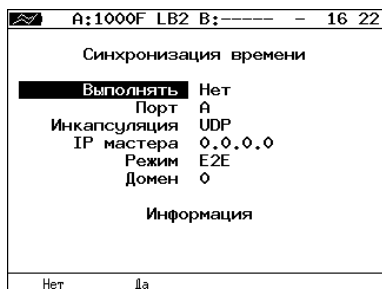 A:1000F LB2 B:----- - 16 22
Синхронизация времени
Выполнять Нет
Порт A
Инкапсуляция UDP
IP мастера 0.0.0.0
Режим E2E
Домен 0
Информация
Нет Да